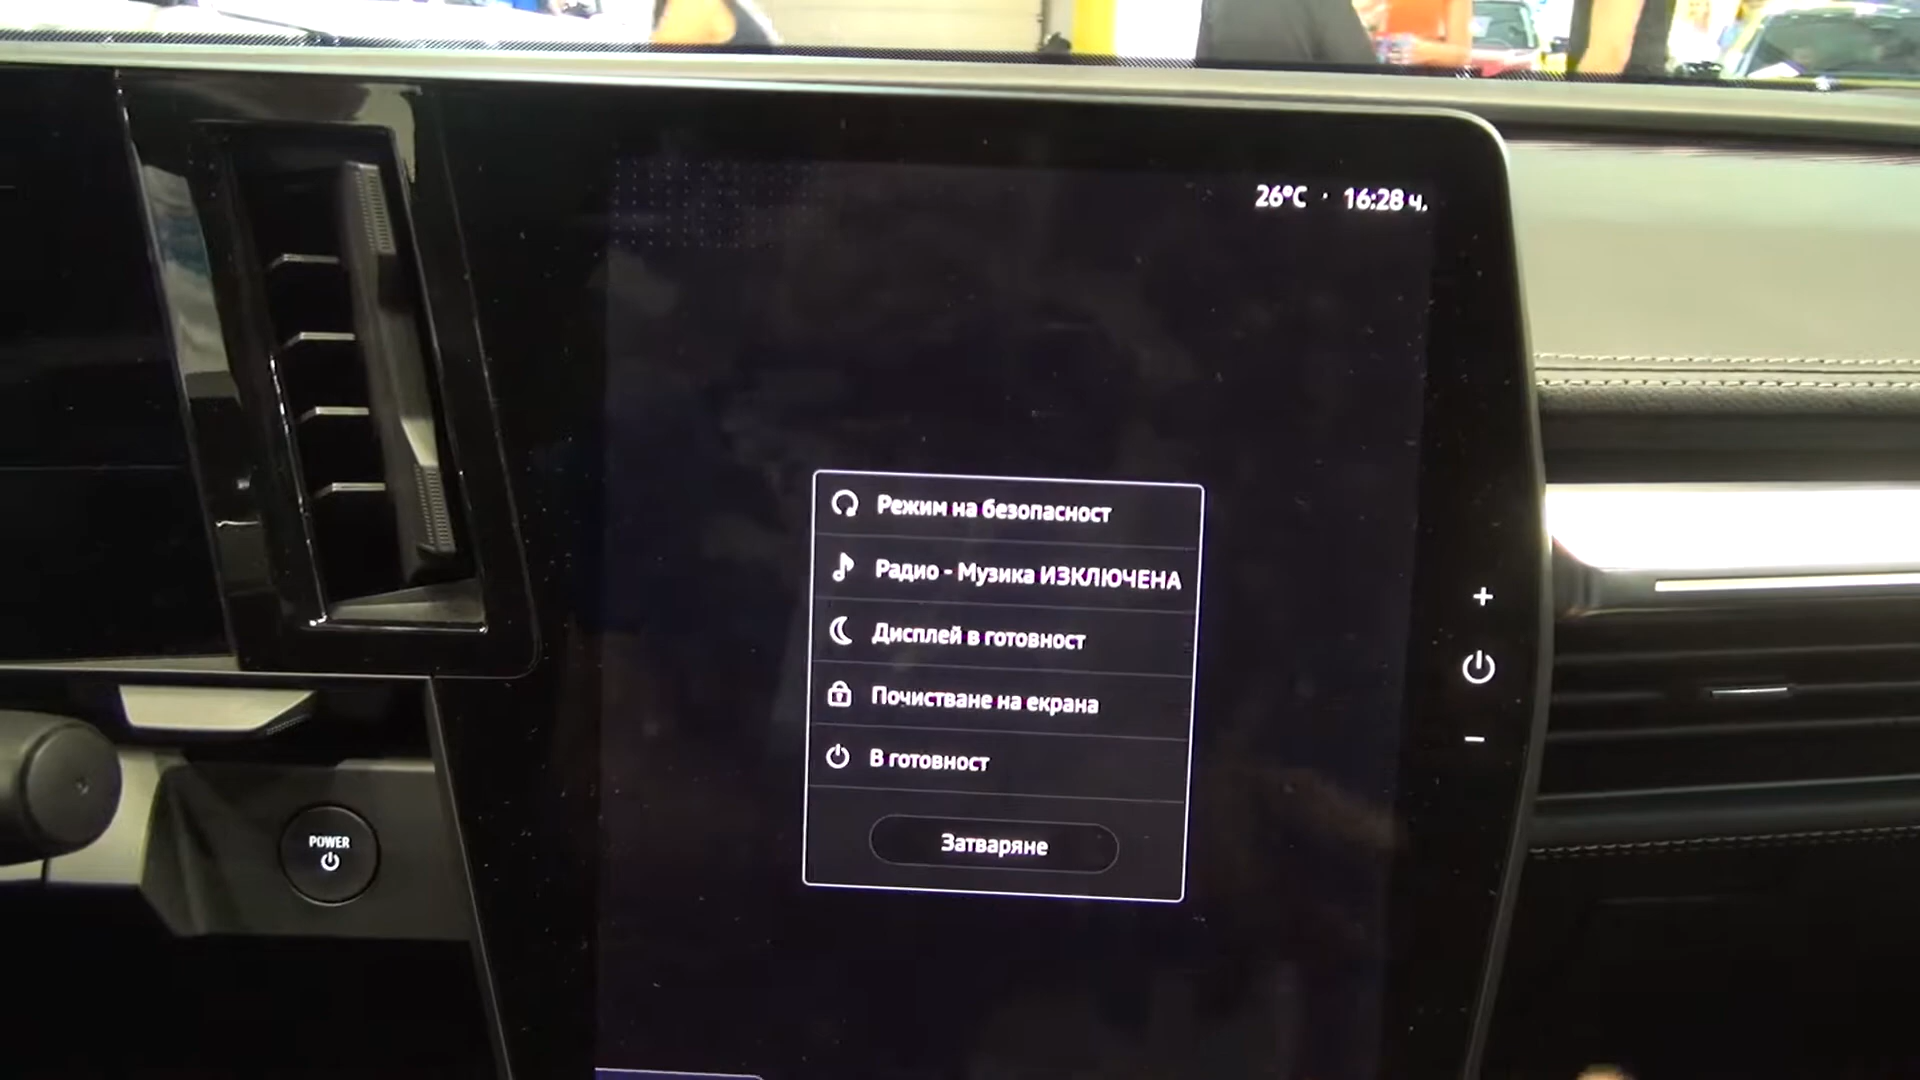 26°C · 16:28 ч.
Режим на безопасност
Радио - Музика ИЗКЛЮЧЕНА
Дисплей в готовност
Почистване на екрана
В готовност
Затваряне
+
-
POWER